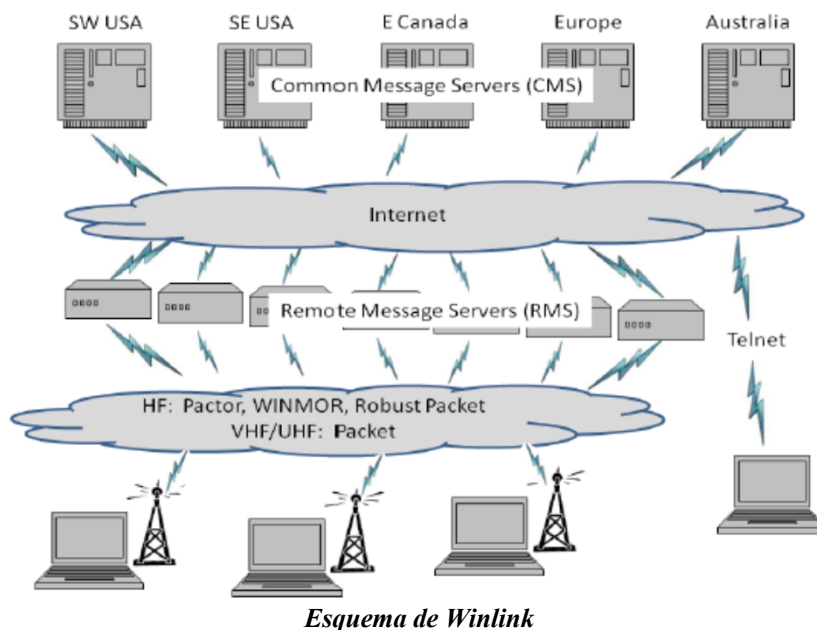 SW USA SE USA E Canada Europe Australia
Common Message Servers (CMS)
Internet
Remote Message Servers (RMS)
Telnet
HF: Pactor, WINMOR, Robust Packet
VHF/UHF: Packet
Esquema de Winlink